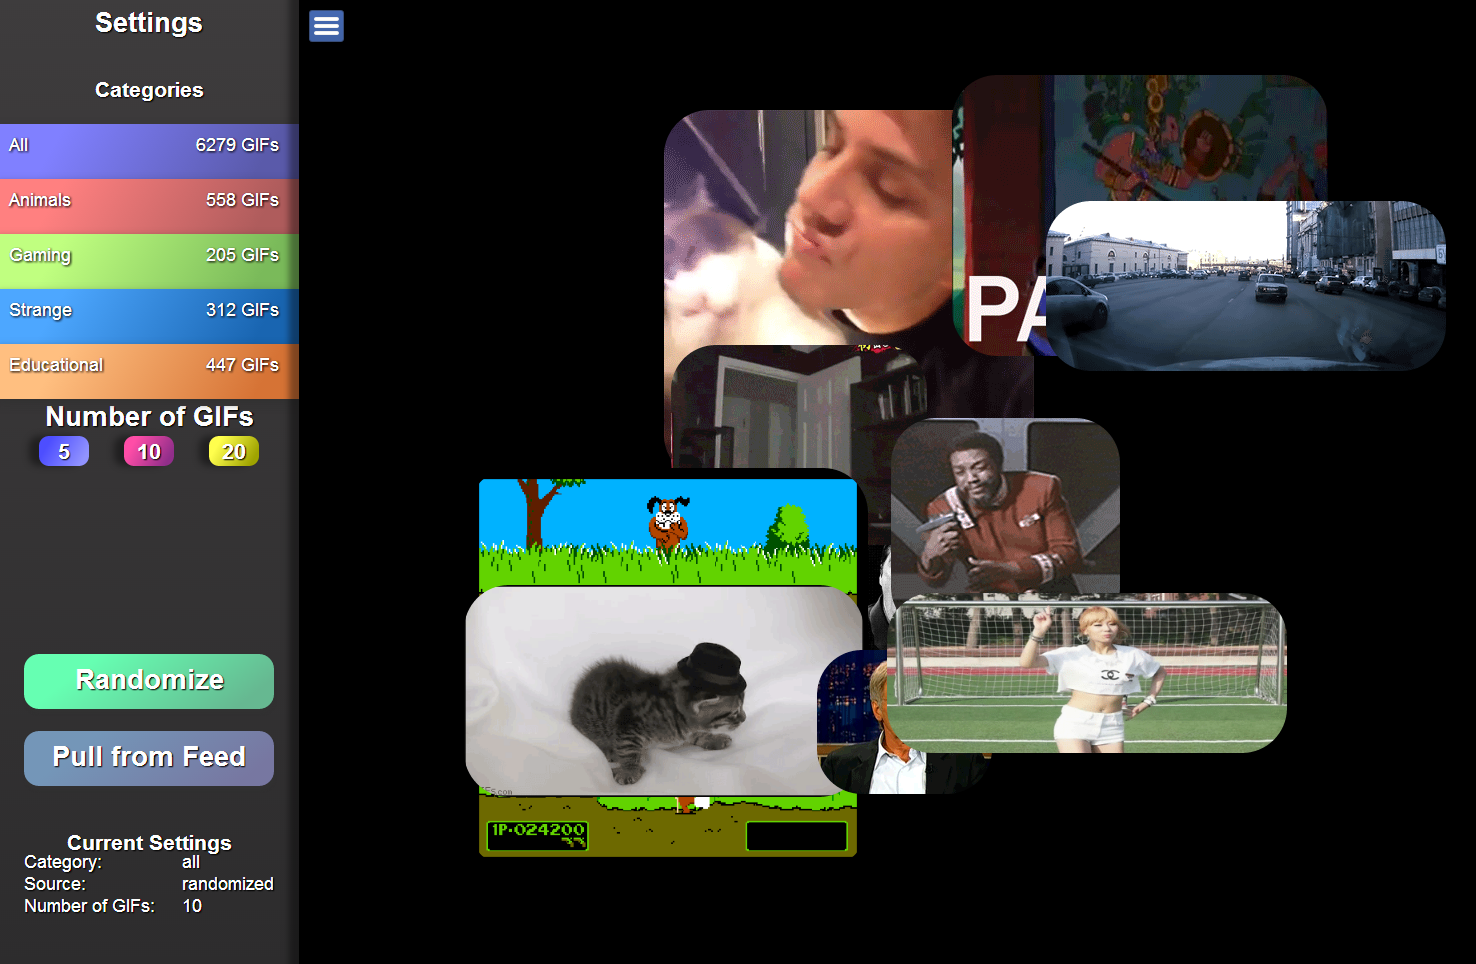 Settings
Categories
All 6279 GIFs
Animals 558 GIFs
Gaming 205 GIFs
Strange 312 GIFs
Educational 447 GIFs
Number of GIFs
5 10 20
Randomize
Pull from Feed
Current Settings
Category: all
Source: randomized
Number of GIFs: 10
PA
1P-024200